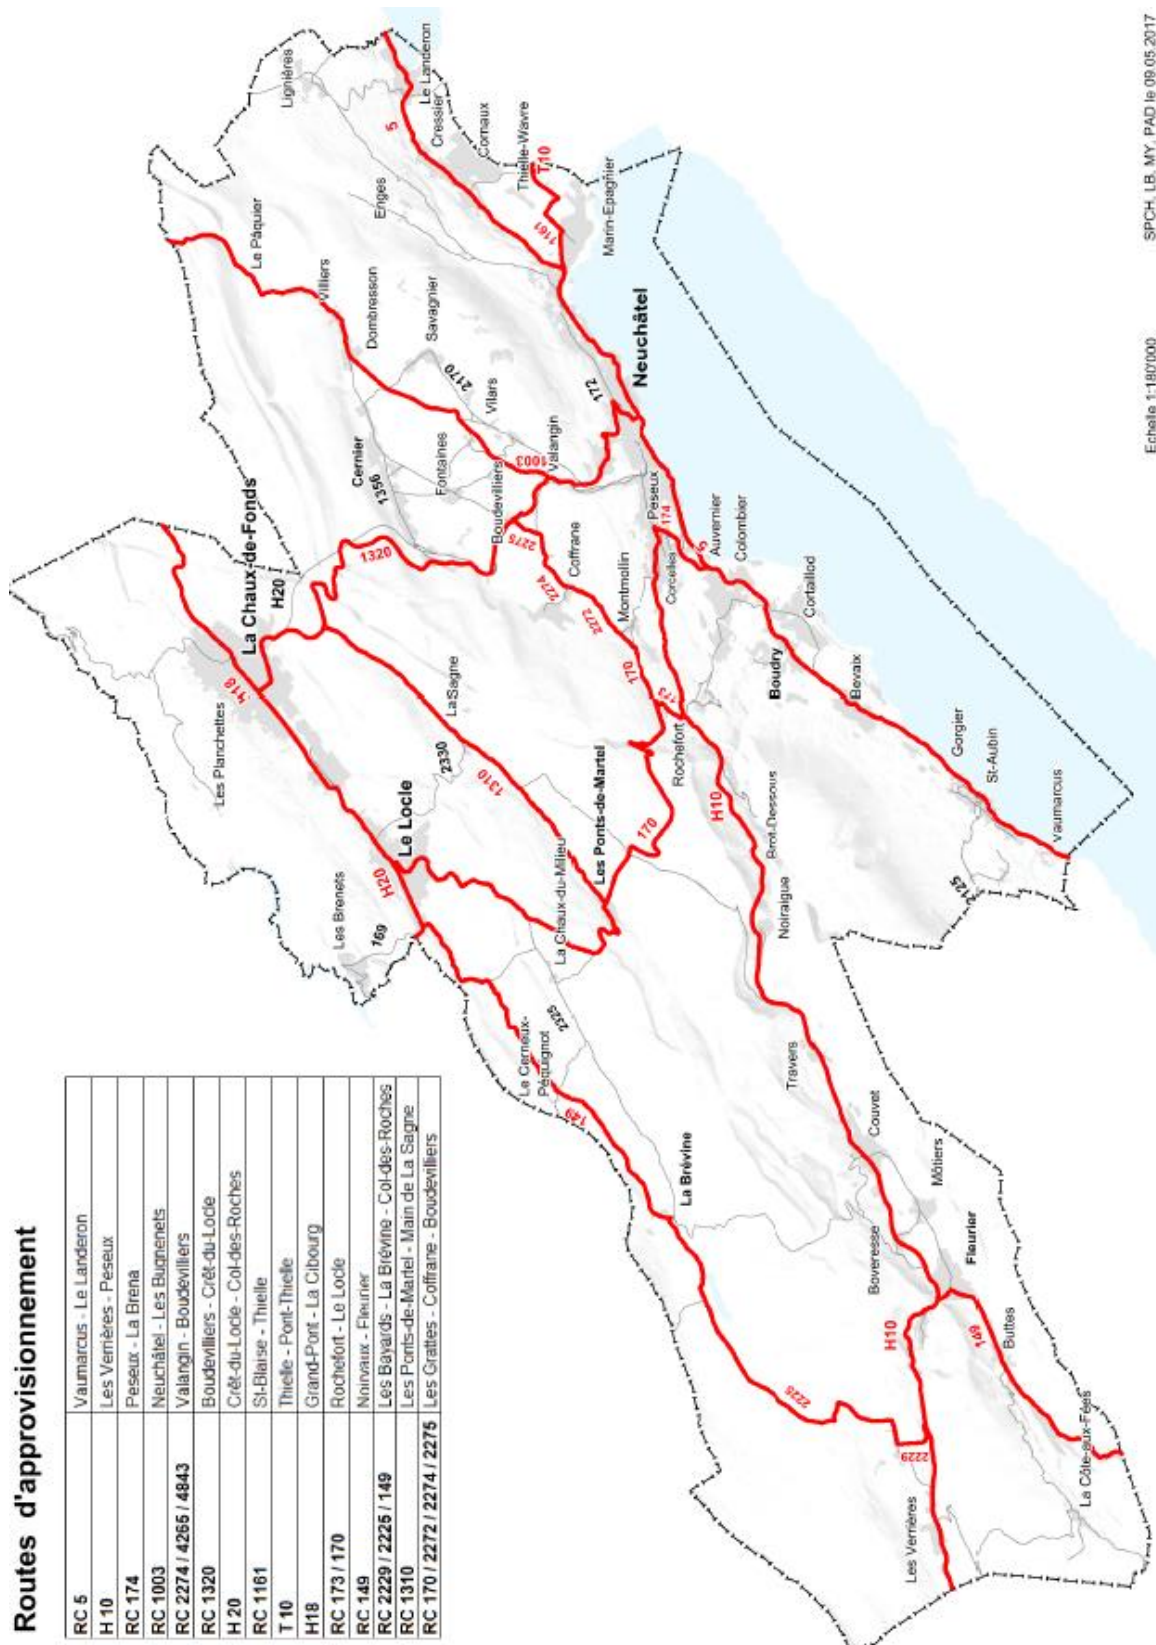 Routes d'approvisionnement
RC 5 Vaumarcus - Le Landeron
H 10 Les Verrières - Peseux
RC 174 Peseux - La Brena
RC 1003 Neuchâtel - Les Bugnenets
RC 2274 / 4265 / 4843 Valangin - Boudevilliers
RC 1320 Boudevilliers - Crêt-du-Locle
H 20 Crêt-du-Locle - Col-des-Roches
RC 1161 St-Blaise - Thielle
T 10 Thielle - Pont-Thielle
H18 Grand-Pont - La Cibourg
RC 173 / 170 Rochefort - Le Locle
RC 149 Noirvaux - Fleurier
RC 2229 / 2225 / 149 Les Bayards - La Brévine - Col-des-Roches
RC 1310 Les Ponts-de-Martel - Main de La Sagne
RC 170 / 2272 / 2274 / 2275 Les Grattes - Coffrane - Boudevilliers
Lignières
Le Landeron
5
Cressier
Cornaux
Thielle-Wavre
T10
Enges
1161
Marin-Epagnier
Le Pâquier
Villiers
Dombresson
Savagnier
2170
Vilars
172
Neuchâtel
Cernier
1356
Fontaines
1003
Valangin
Boudevilliers
La Chaux-de-Fonds
H20
1320
2275
Coffrane
2274
2272
Montmollin
170
Peseux
174
Corcelles
5
Auvernier
Colombier
Cortaillod
H18
Les Planchettes
La Sagne
2330
1310
173
Rochefort
Boudry
Bevaix
Le Locle
H20
Les Brenets
169
La Chaux-du-Milieu
Les Ponts-de-Martel
170
H10
Brot-Dessous
Noiraigue
Gorgier
St-Aubin
Vaumarcus
2325
Le Cerneux-
Péquignot
149
Travers
Couvet
La Brévine
Môtiers
Boveresse
Fleurier
H10
149
Buttes
2225
2229
Les Verrières
La Côte-aux-Fées
Echelle 1:180'000
SPCH, LB, MY, PAD le 09.05.2017